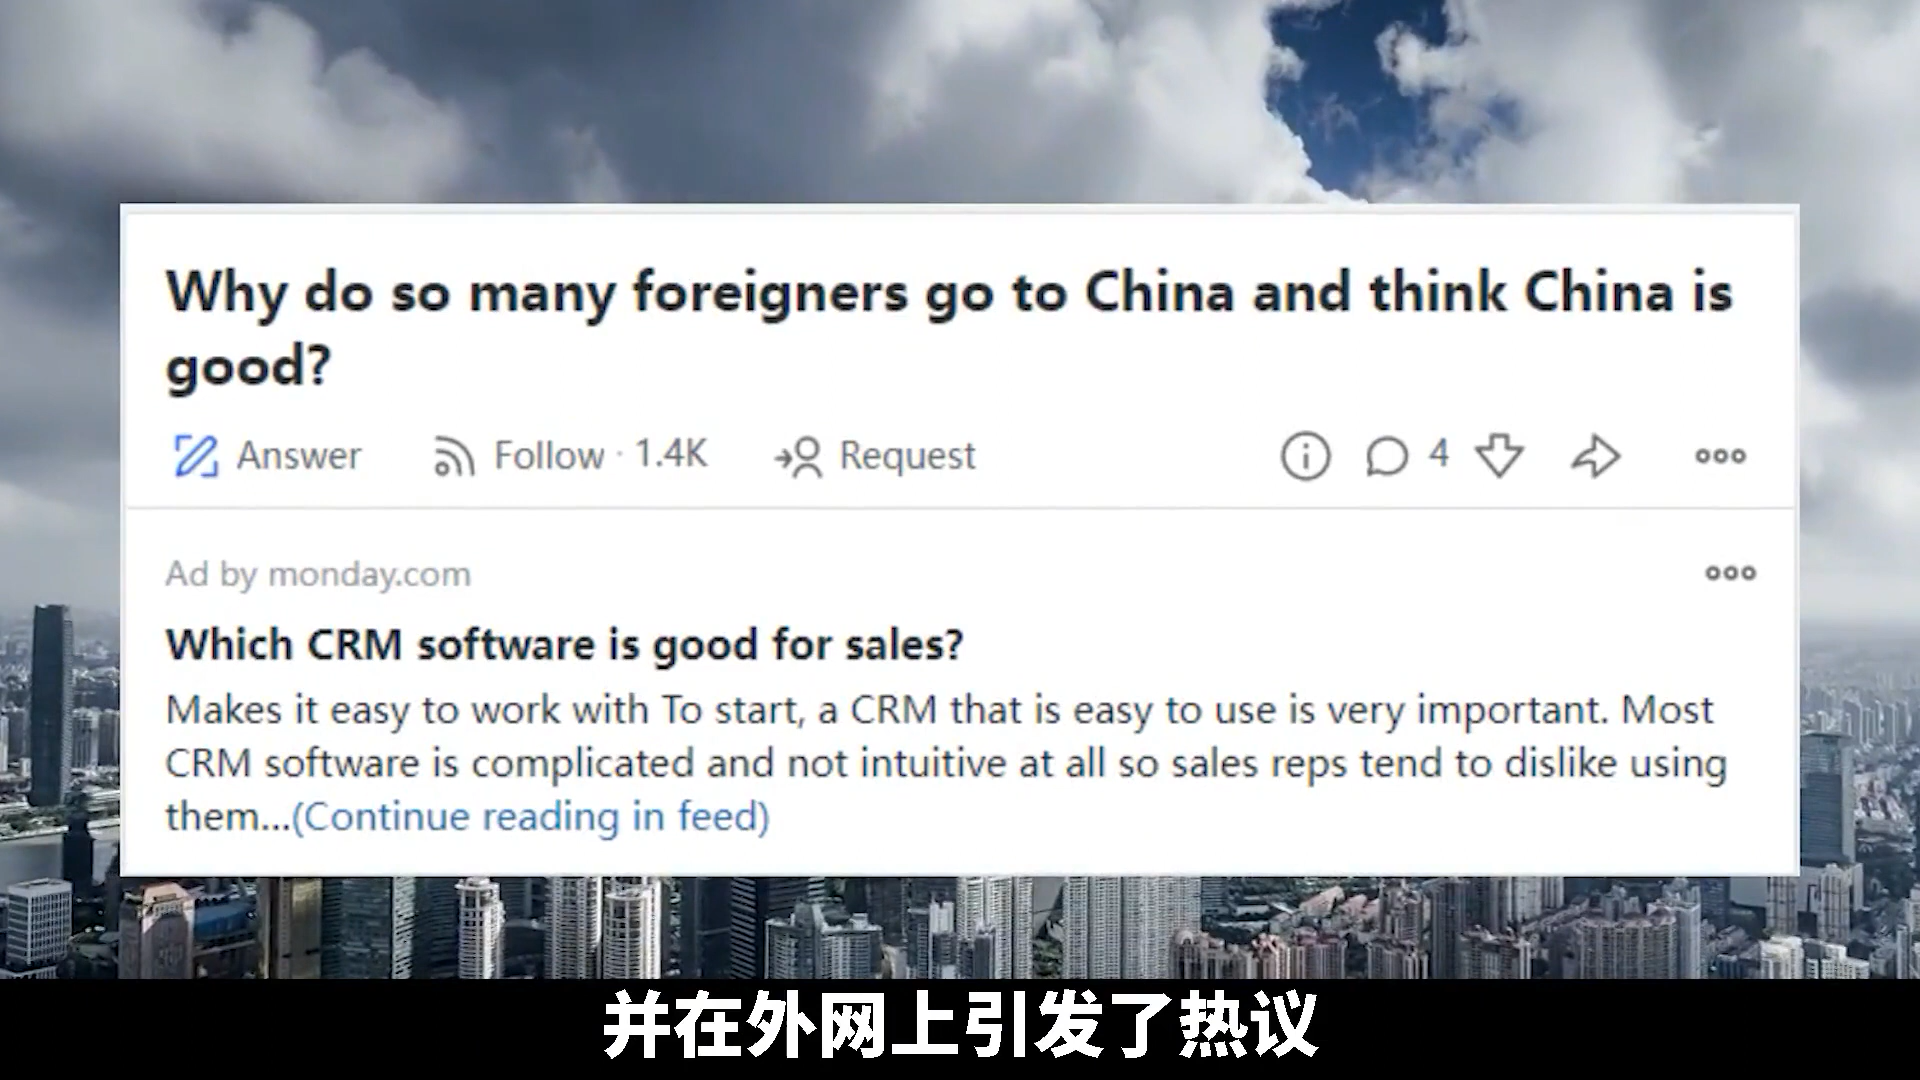 Why do so many foreigners go to China and think China is
good?
Answer Follow · 1.4K Request 4
Ad by monday.com
Which CRM software is good for sales?
Makes it easy to work with To start, a CRM that is easy to use is very important. Most
CRM software is complicated and not intuitive at all so sales reps tend to dislike using
them...(Continue reading in feed)
并在外网上引发了热议